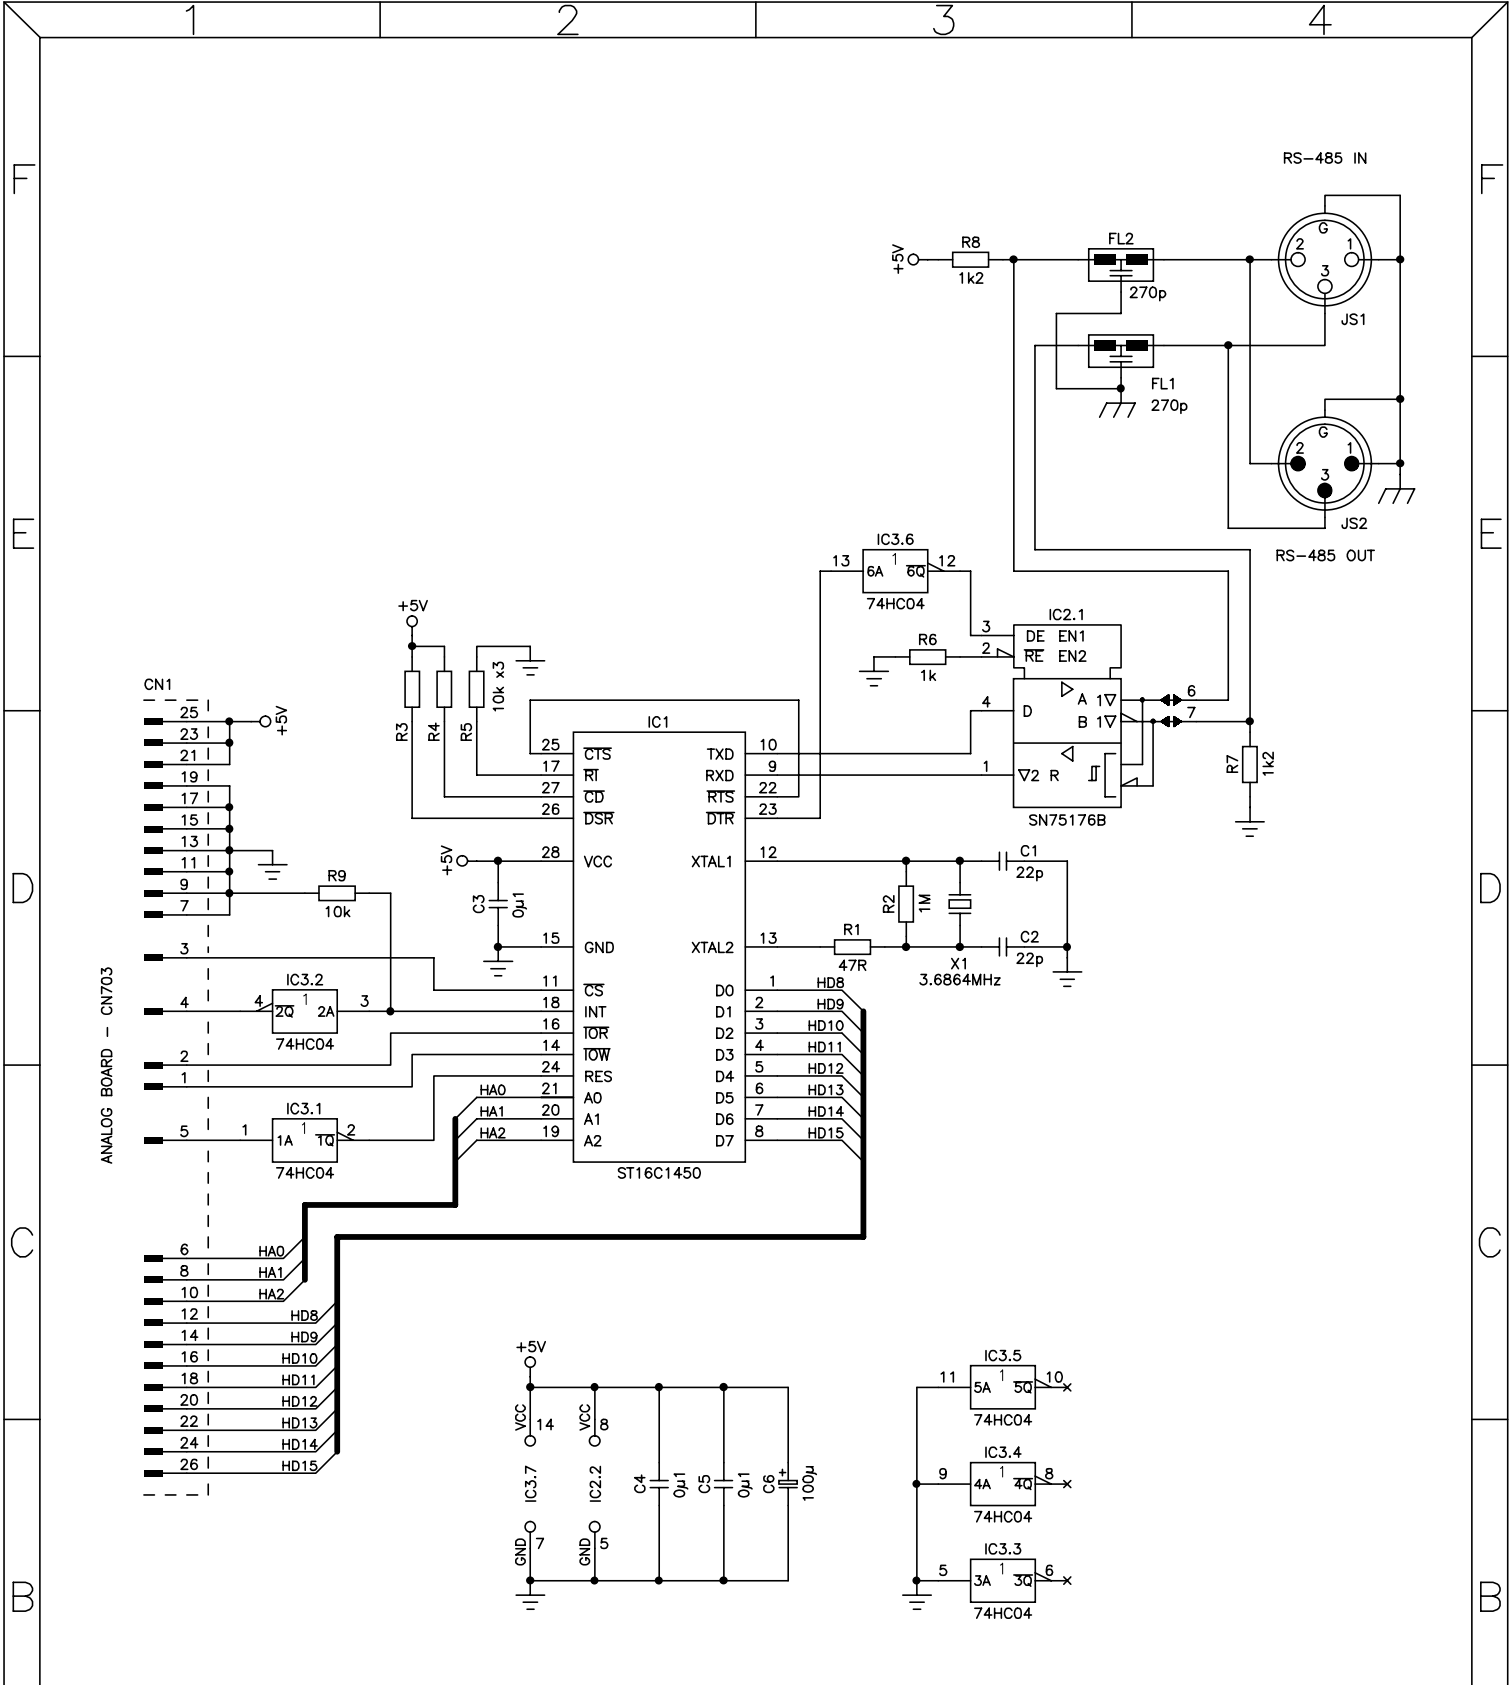 1 2 3 4
F F
RS-485 IN
G
2 1
3
JS1
+5V
R8
1k2
FL2
270p
FL1
270p
G
2 1
3
JS2
RS-485 OUT
E E
IC3.6
13 6A 1 6Q 12
74HC04
IC2.1
3 DE EN1
2 RE EN2
R6
1k
4 D
A 1▽ 6
B 1▽ 7
1 ▽2 R
SN75176B
R7
1k2
+5V
R3
R4
R5
10k x3
CN1
25
23
21
19
17
15
13
11
9
7
3
4
2
1
5
+5V
R9
10k
ANALOG BOARD - CN703
IC1
25 CTS TXD 10
17 RI RXD 9
27 CD RTS 22
26 DSR DTR 23
28 VCC XTAL1 12
15 GND XTAL2 13
11 CS D0 1 HD8
18 INT D1 2 HD9
16 IOR D2 3 HD10
14 IOW D3 4 HD11
24 RES D4 5 HD12
HA0 21 A0 D5 6 HD13
HA1 20 A1 D6 7 HD14
HA2 19 A2 D7 8 HD15
ST16C1450
+5V
C3
0µ1
D D
R2
1M
R1
47R
X1
3.6864MHz
C1
22p
C2
22p
IC3.2
4 2Q 1 2A 3
74HC04
IC3.1
1 1A 1 1Q 2
74HC04
C C
6 HA0
8 HA1
10 HA2
12 HD8
14 HD9
16 HD10
18 HD11
20 HD12
22 HD13
24 HD14
26 HD15
+5V
VCC 14
IC3.7
GND 7
VCC 8
IC2.2
GND 5
C4
0µ1
C5
0µ1
C6
+
100µ
IC3.5
11 5A 1 5Q 10
74HC04
IC3.4
9 4A 1 4Q 8
74HC04
IC3.3
5 3A 1 3Q 6
74HC04
B B